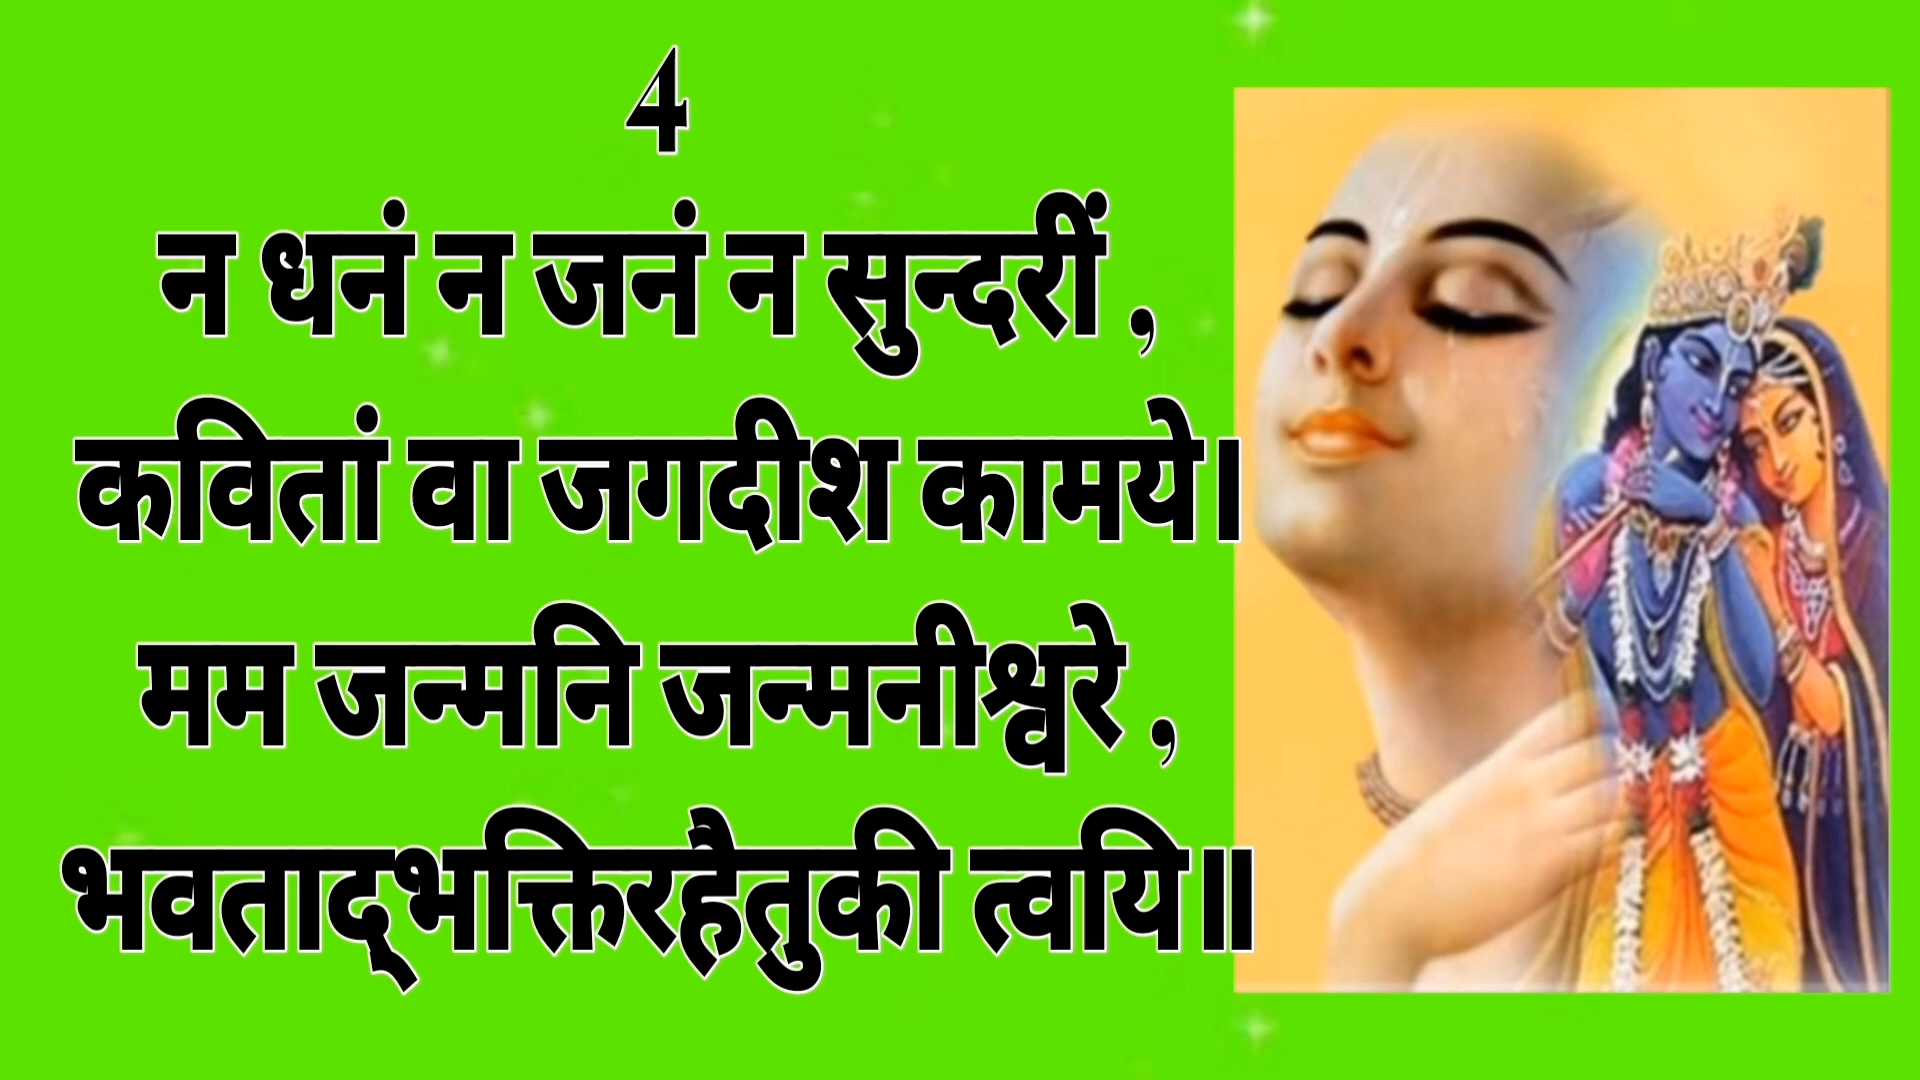 4
न धनं न जनं न सुन्दरीं ,
कवितां वा जगदीश कामये।
मम जन्मनि जन्मनीश्वरे ,
भवताद्भक्तिरहैतुकी त्वयि॥